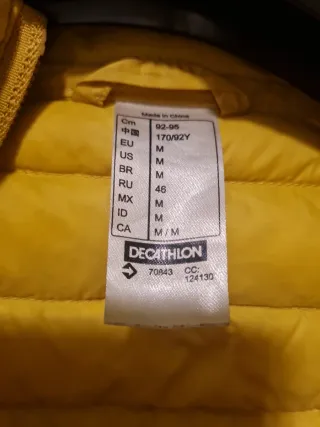 Made in China
Cm 92-95
中国 170/92Y
EU M
US M
BR M
RU 46
MX M
ID M
CA M / M
DECATHLON
70843 CC:
124130